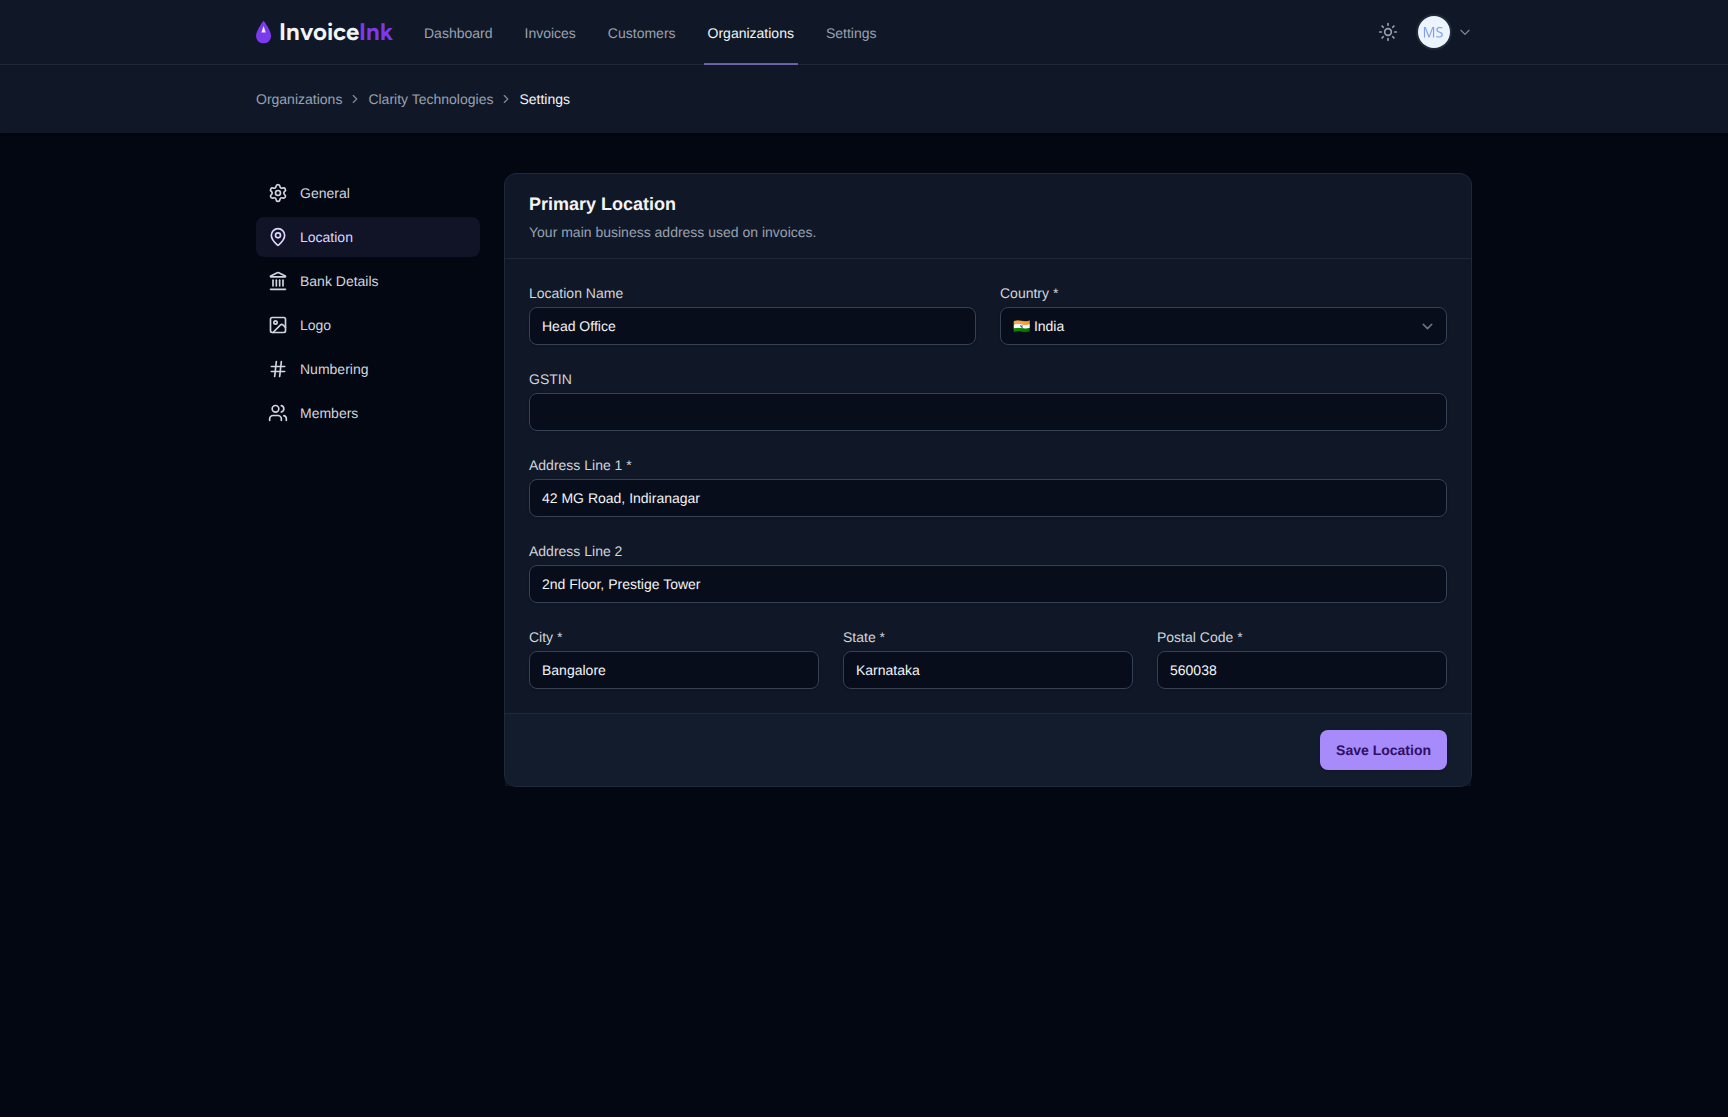 InvoiceInk
Dashboard
Invoices
Customers
Organizations
Settings
MS
Organizations
Clarity Technologies
Settings
General
Location
Bank Details
Logo
Numbering
Members
Primary Location
Your main business address used on invoices.
Location Name
Country *
Head Office
🇮🇳 India
GSTIN
Address Line 1 *
42 MG Road, Indiranagar
Address Line 2
2nd Floor, Prestige Tower
City *
State *
Postal Code *
Bangalore
Karnataka
560038
Save Location